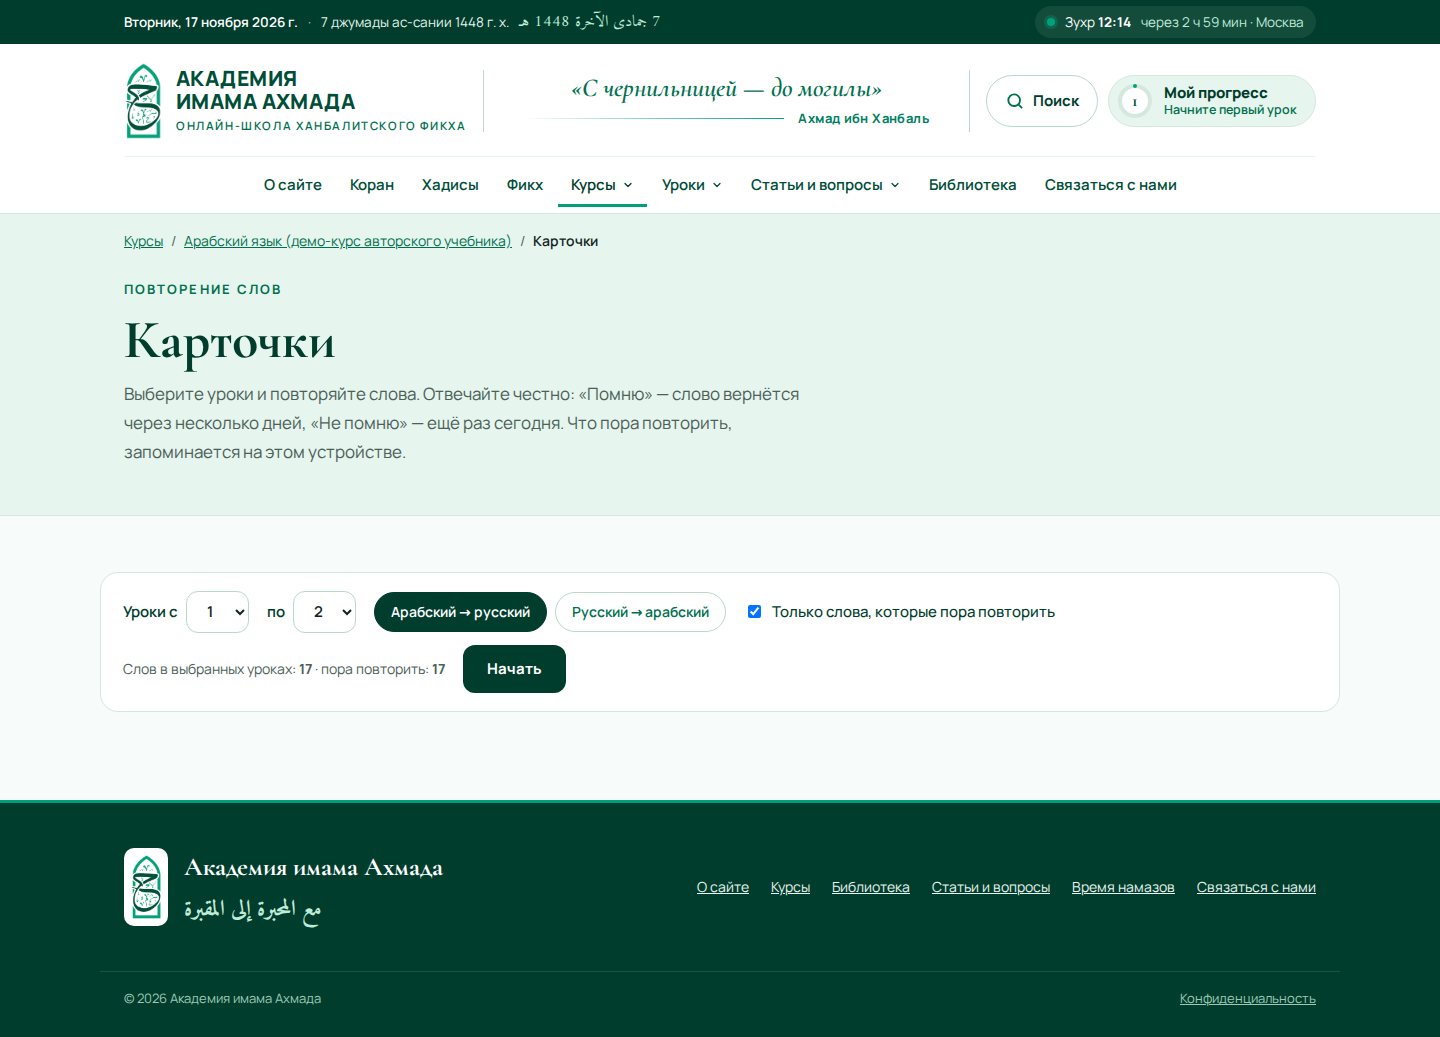 Вторник, 17 ноября 2026 г. · 7 джумады ас-сании 1448 г. х. 7 جمادى الآخرة 1448 هـ
Зухр 12:14 через 2 ч 59 мин · Москва
АКАДЕМИЯ
ИМАМА АХМАДА
ОНЛАЙН-ШКОЛА ХАНБАЛИТСКОГО ФИКХА
«С чернильницей — до могилы»
Ахмад ибн Ханбаль
Поиск
1
Мой прогресс
Начните первый урок
О сайте Коран Хадисы Фикх Курсы Уроки Статьи и вопросы Библиотека Связаться с нами
Курсы / Арабский язык (демо-курс авторского учебника) / Карточки
ПОВТОРЕНИЕ СЛОВ
Карточки
Выберите уроки и повторяйте слова. Отвечайте честно: «Помню» — слово вернётся
через несколько дней, «Не помню» — ещё раз сегодня. Что пора повторить,
запоминается на этом устройстве.
Уроки с 1 по 2 Арабский → русский Русский → арабский Только слова, которые пора повторить
Слов в выбранных уроках: 17 · пора повторить: 17 Начать
Академия имама Ахмада
مع المحبرة إلى المقبرة
О сайте Курсы Библиотека Статьи и вопросы Время намазов Связаться с нами
© 2026 Академия имама Ахмада
Конфиденциальность